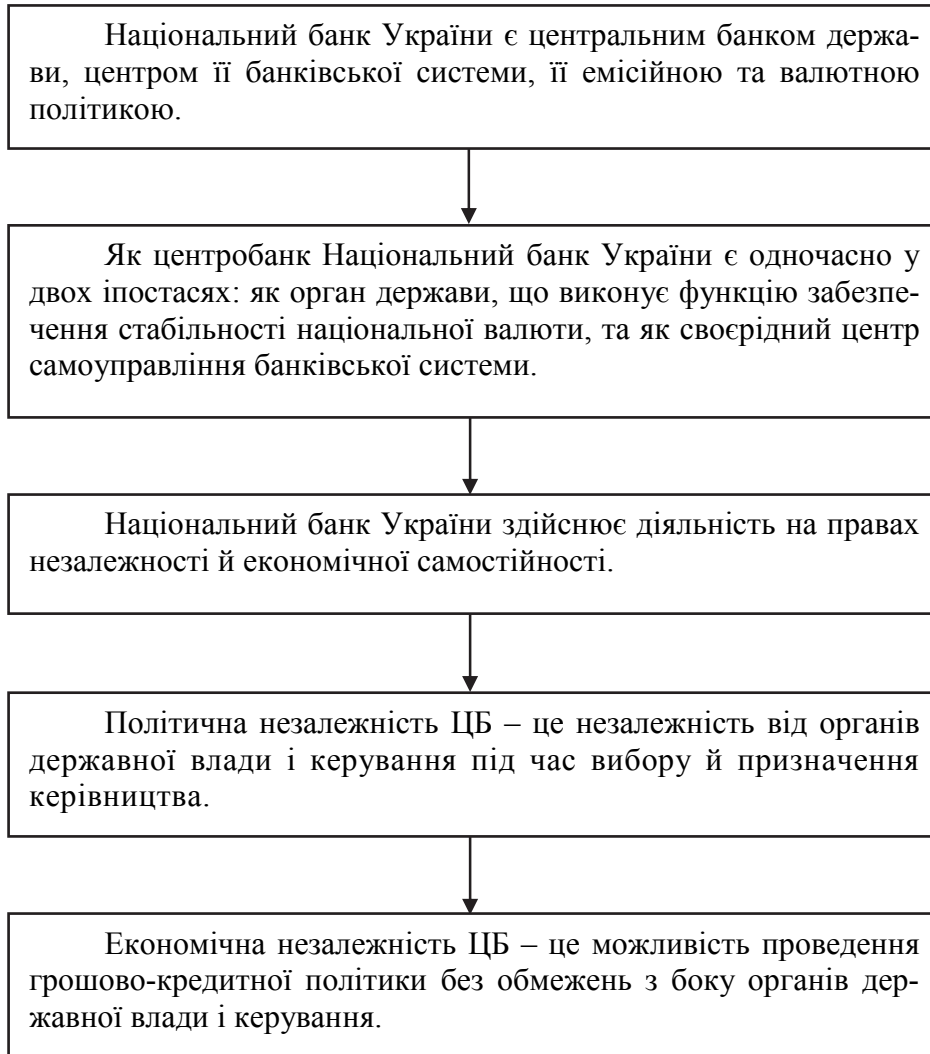 Національний банк України є центральним банком держа-
ви, центром її банківської системи, її емісійною та валютною
політикою.
Як центробанк Національний банк України є одночасно у
двох іпостасях: як орган держави, що виконує функцію забезпе-
чення стабільності національної валюти, та як своєрідний центр
самоуправління банківської системи.
Національний банк України здійснює діяльність на правах
незалежності й економічної самостійності.
Політична незалежність ЦБ – це незалежність від органів
державної влади і керування під час вибору й призначення
керівництва.
Економічна незалежність ЦБ – це можливість проведення
грошово-кредитної політики без обмежень з боку органів дер-
жавної влади і керування.